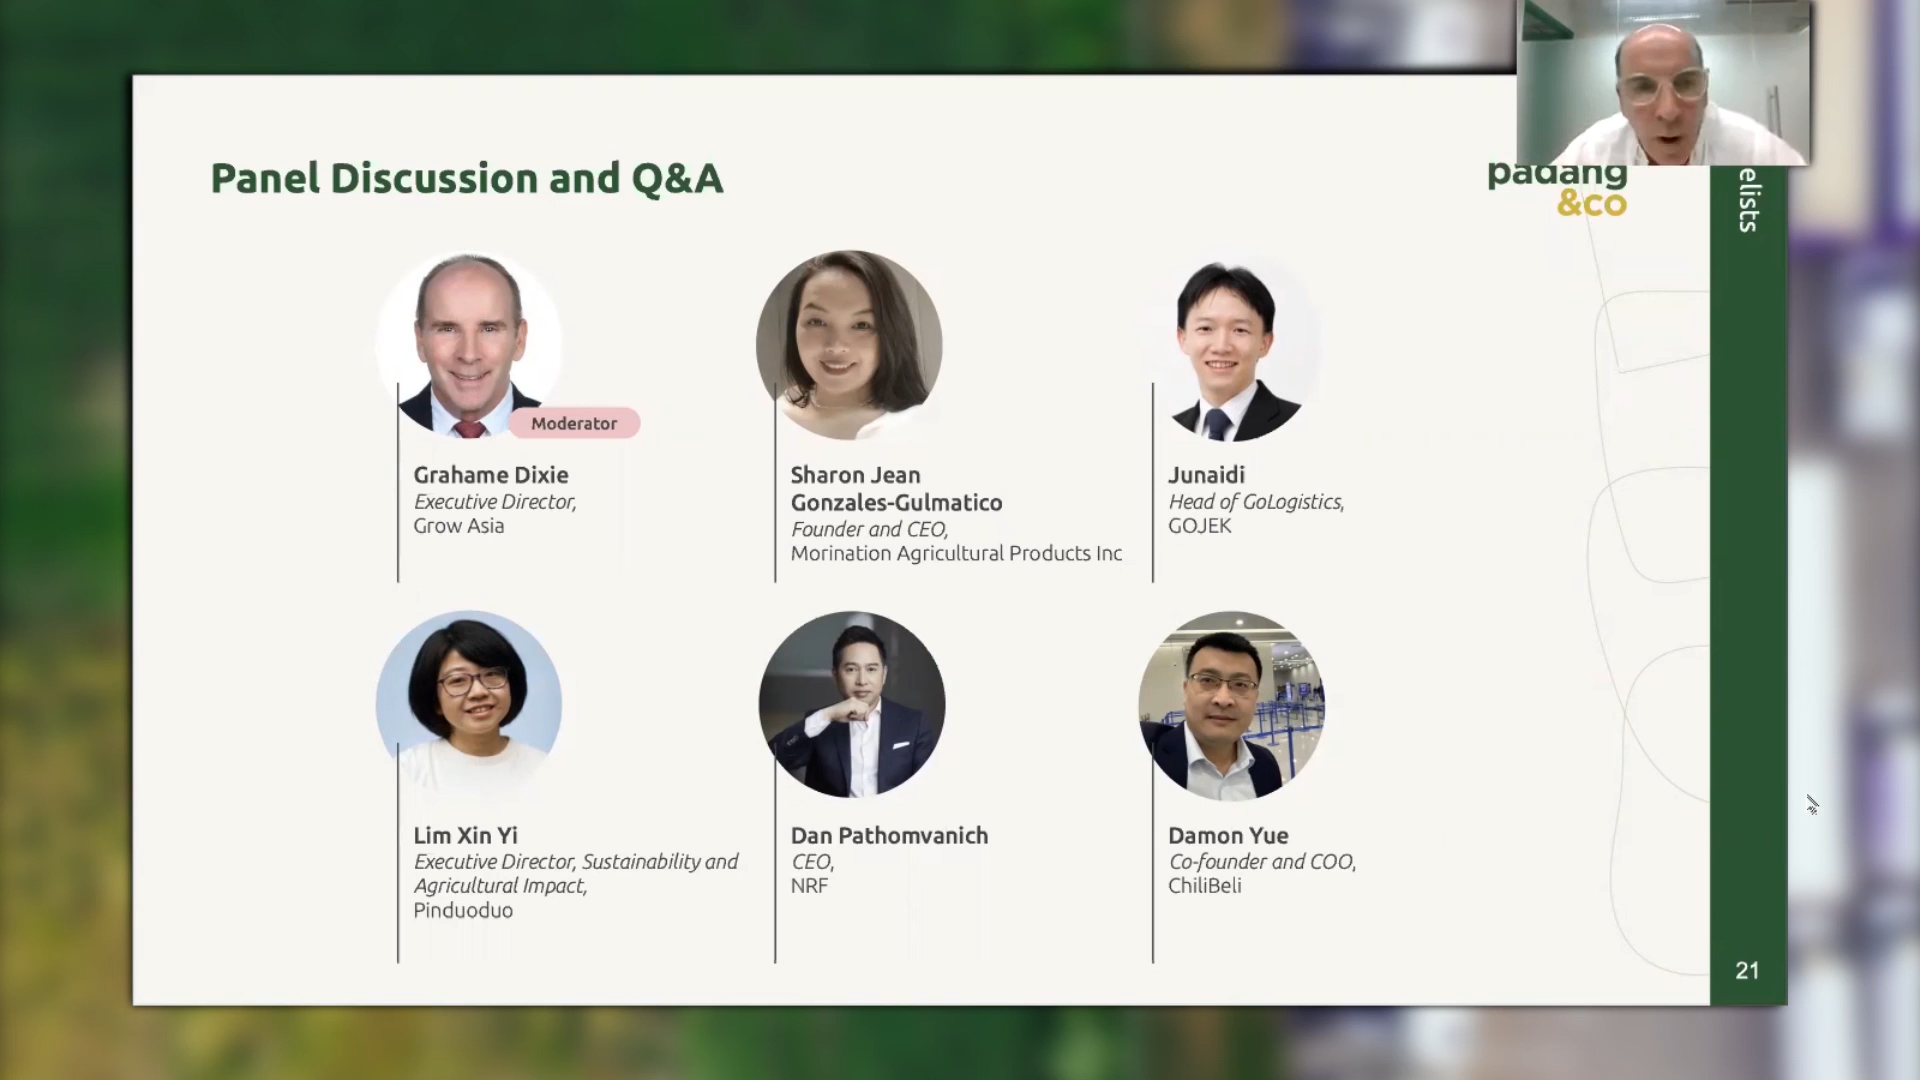 Panel Discussion and Q&A
padang
&co
elists
Moderator
Grahame Dixie
Executive Director,
Grow Asia
Sharon Jean
Gonzales-Gulmatico
Founder and CEO,
Morination Agricultural Products Inc
Junaidi
Head of GoLogistics,
GOJEK
Lim Xin Yi
Executive Director, Sustainability and
Agricultural Impact,
Pinduoduo
Dan Pathomvanich
CEO,
NRF
Damon Yue
Co-founder and COO,
ChiliBeli
21